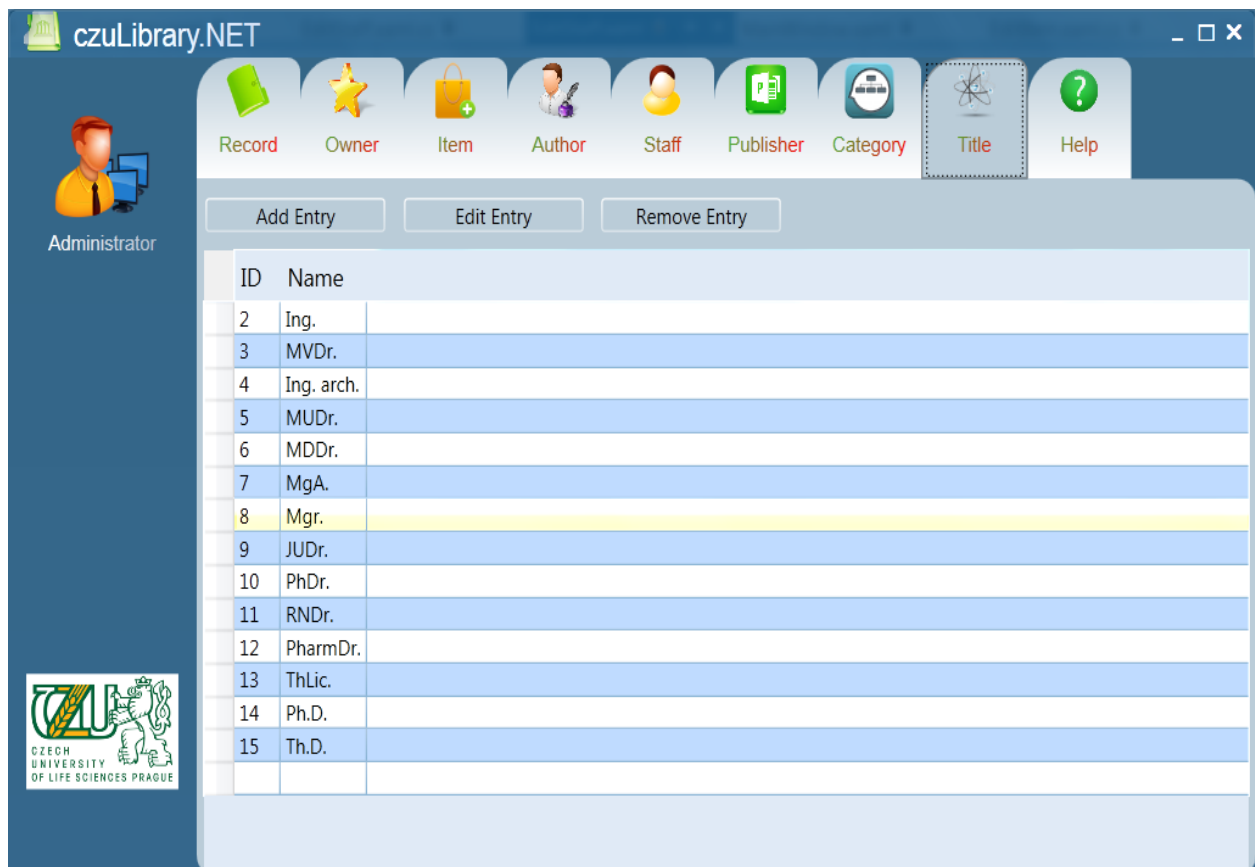 czuLibrary.NET
Record Owner Item Author Staff Publisher Category Title Help
Administrator
Add Entry Edit Entry Remove Entry
ID Name
2 Ing.
3 MVDr.
4 Ing. arch.
5 MUDr.
6 MDDr.
7 MgA.
8 Mgr.
9 JUDr.
10 PhDr.
11 RNDr.
12 PharmDr.
13 ThLic.
14 Ph.D.
15 Th.D.
CZU
CZECH
UNIVERSITY
OF LIFE SCIENCES PRAGUE